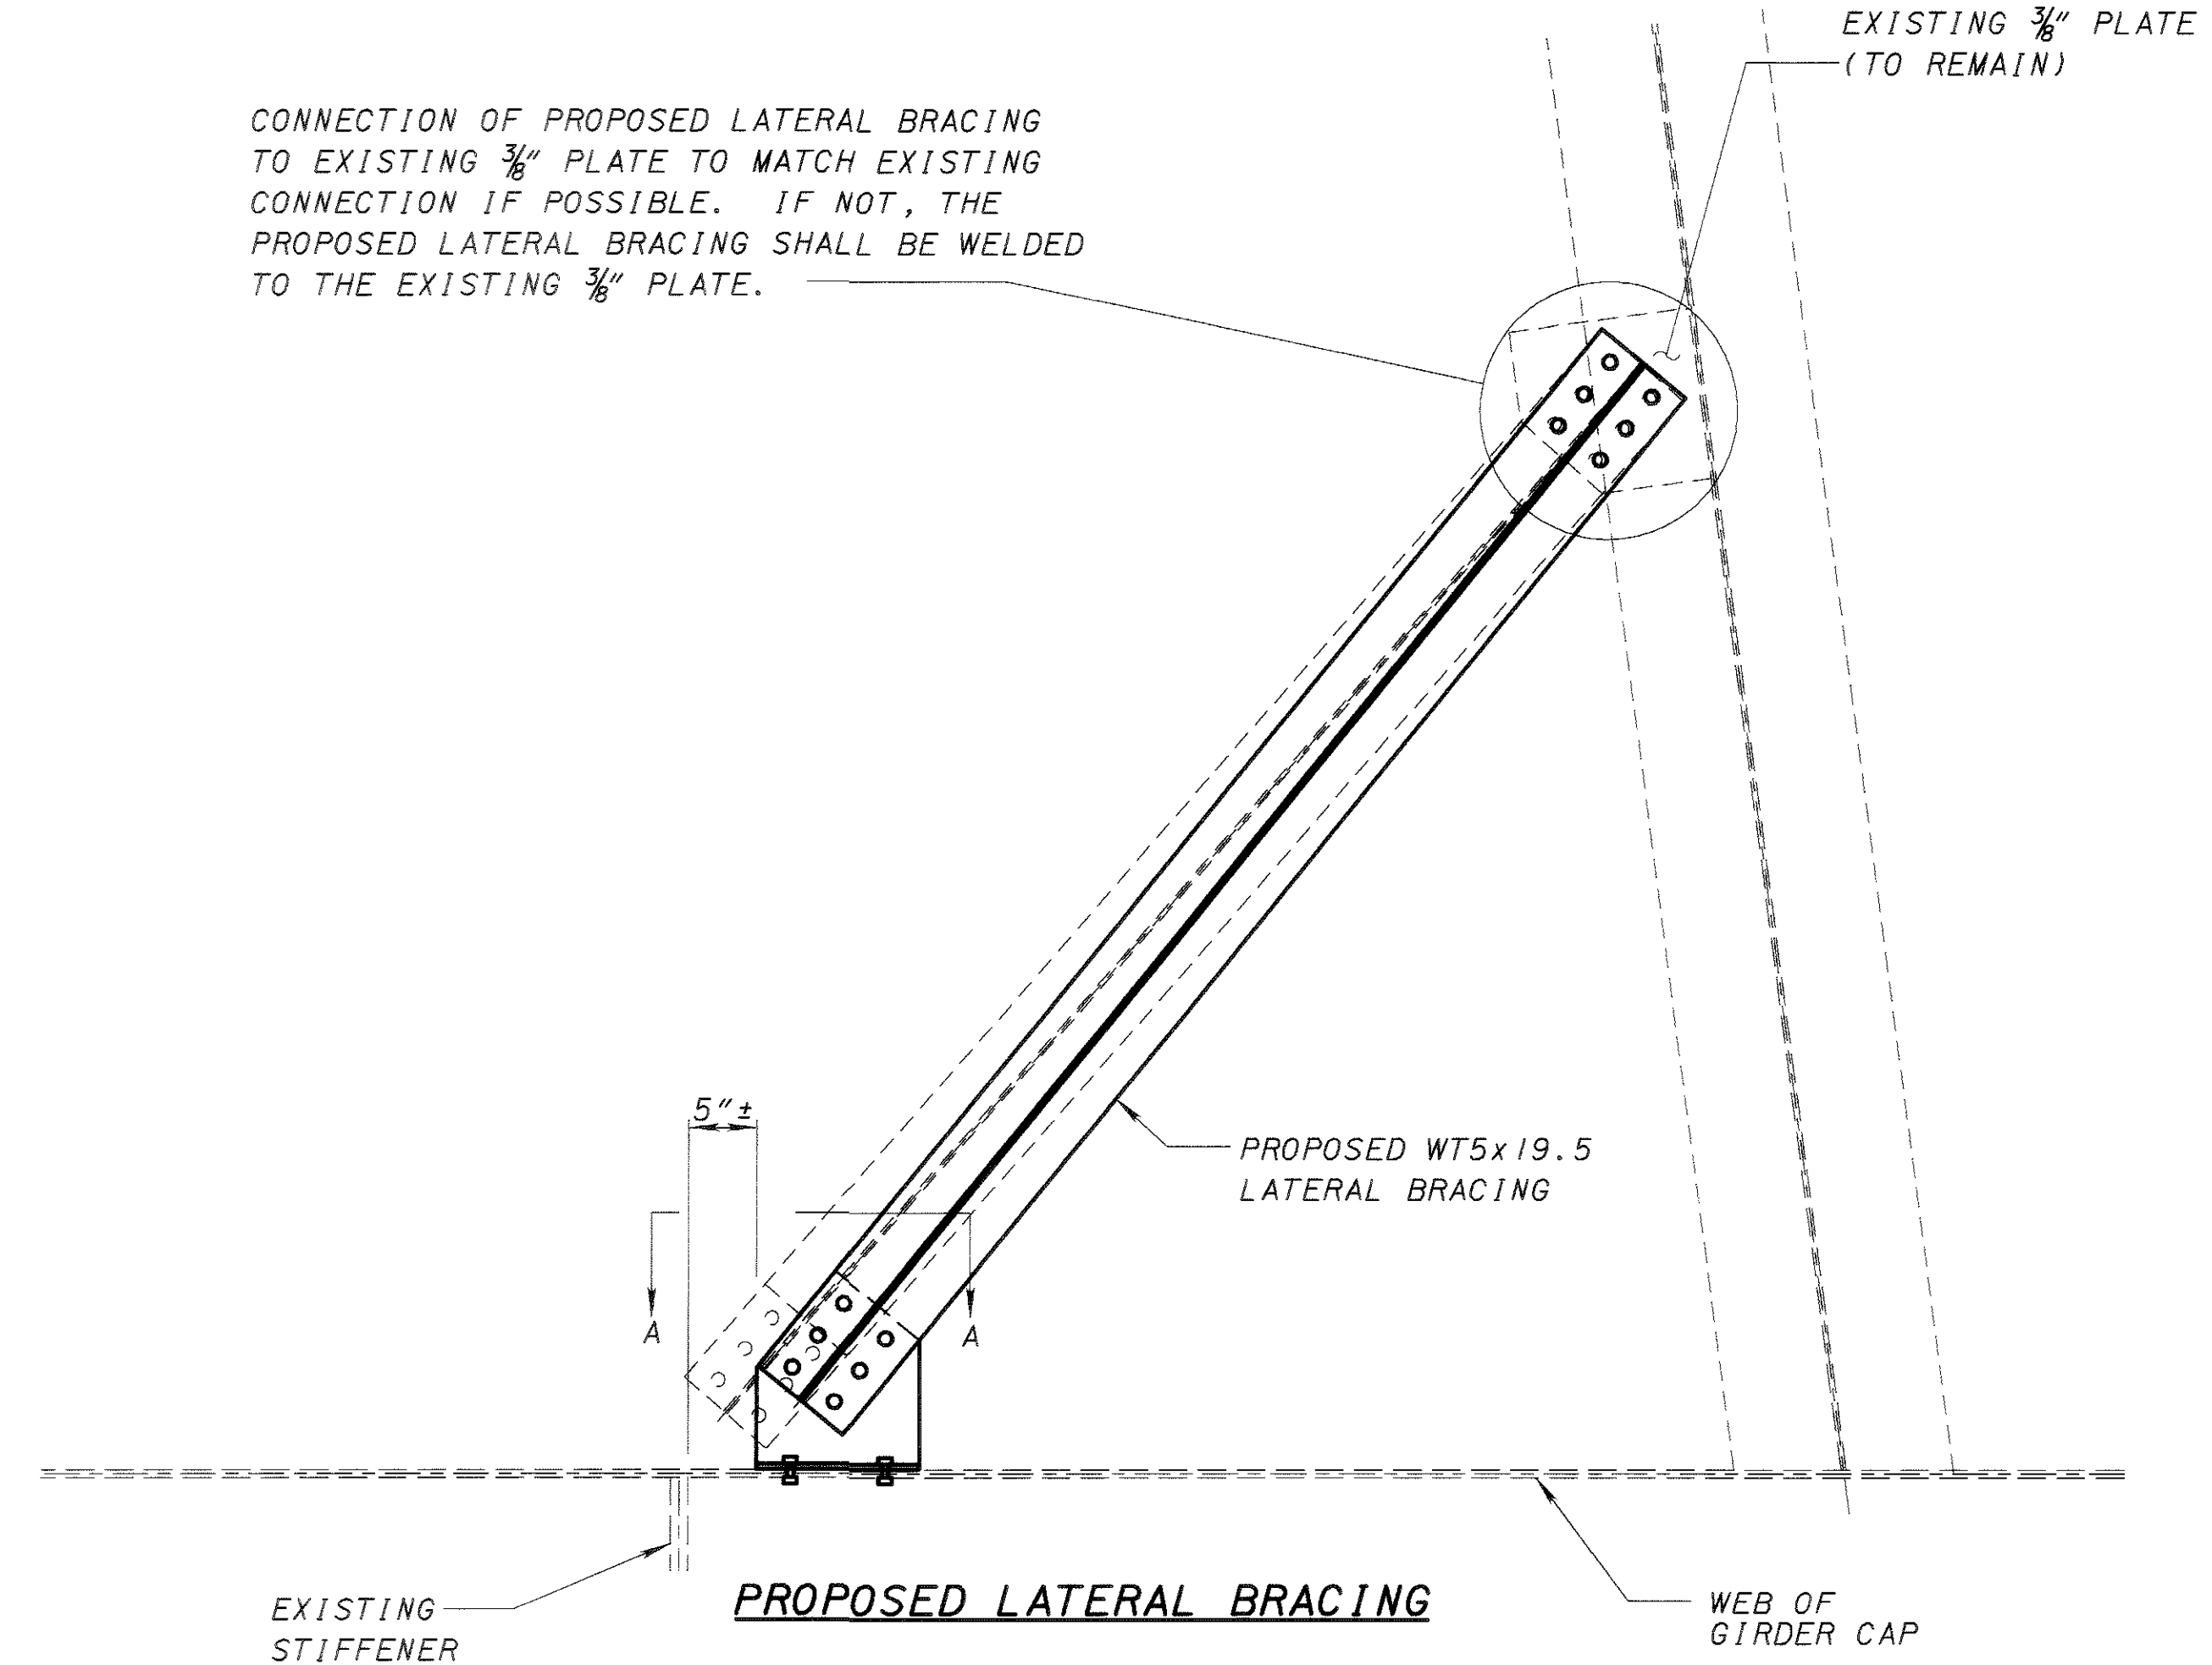 EXISTING 3/8" PLATE
(TO REMAIN)
CONNECTION OF PROPOSED LATERAL BRACING
TO EXISTING 3/8" PLATE TO MATCH EXISTING
CONNECTION IF POSSIBLE. IF NOT, THE
PROPOSED LATERAL BRACING SHALL BE WELDED
TO THE EXISTING 3/8" PLATE.
5"±
PROPOSED WT5x19.5
LATERAL BRACING
A
A
EXISTING
STIFFENER
PROPOSED LATERAL BRACING
WEB OF
GIRDER CAP